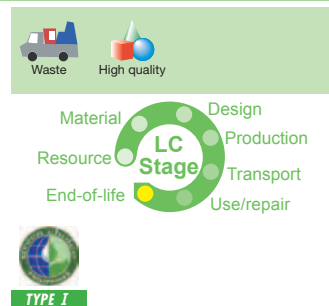 Waste
High quality
Material
Design
Resource
LC
Stage
Production
Transport
End-of-life
Use/repair
TYPE I